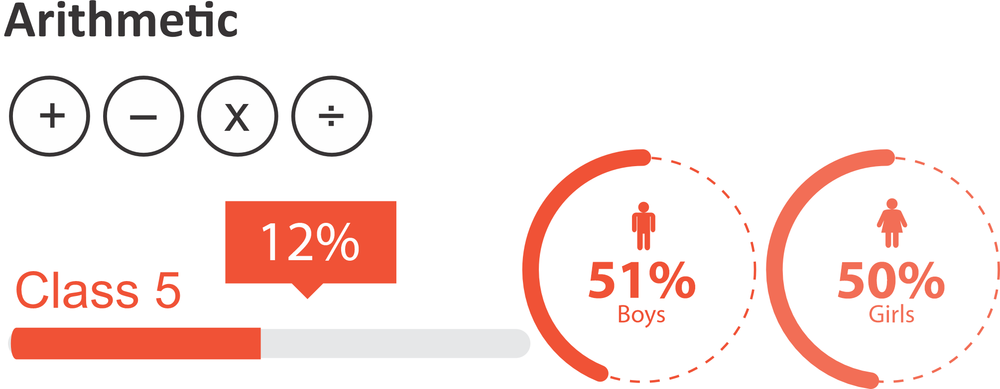 Arithmetic
+ – x ÷
12%
Class 5
51%
Boys
50%
Girls